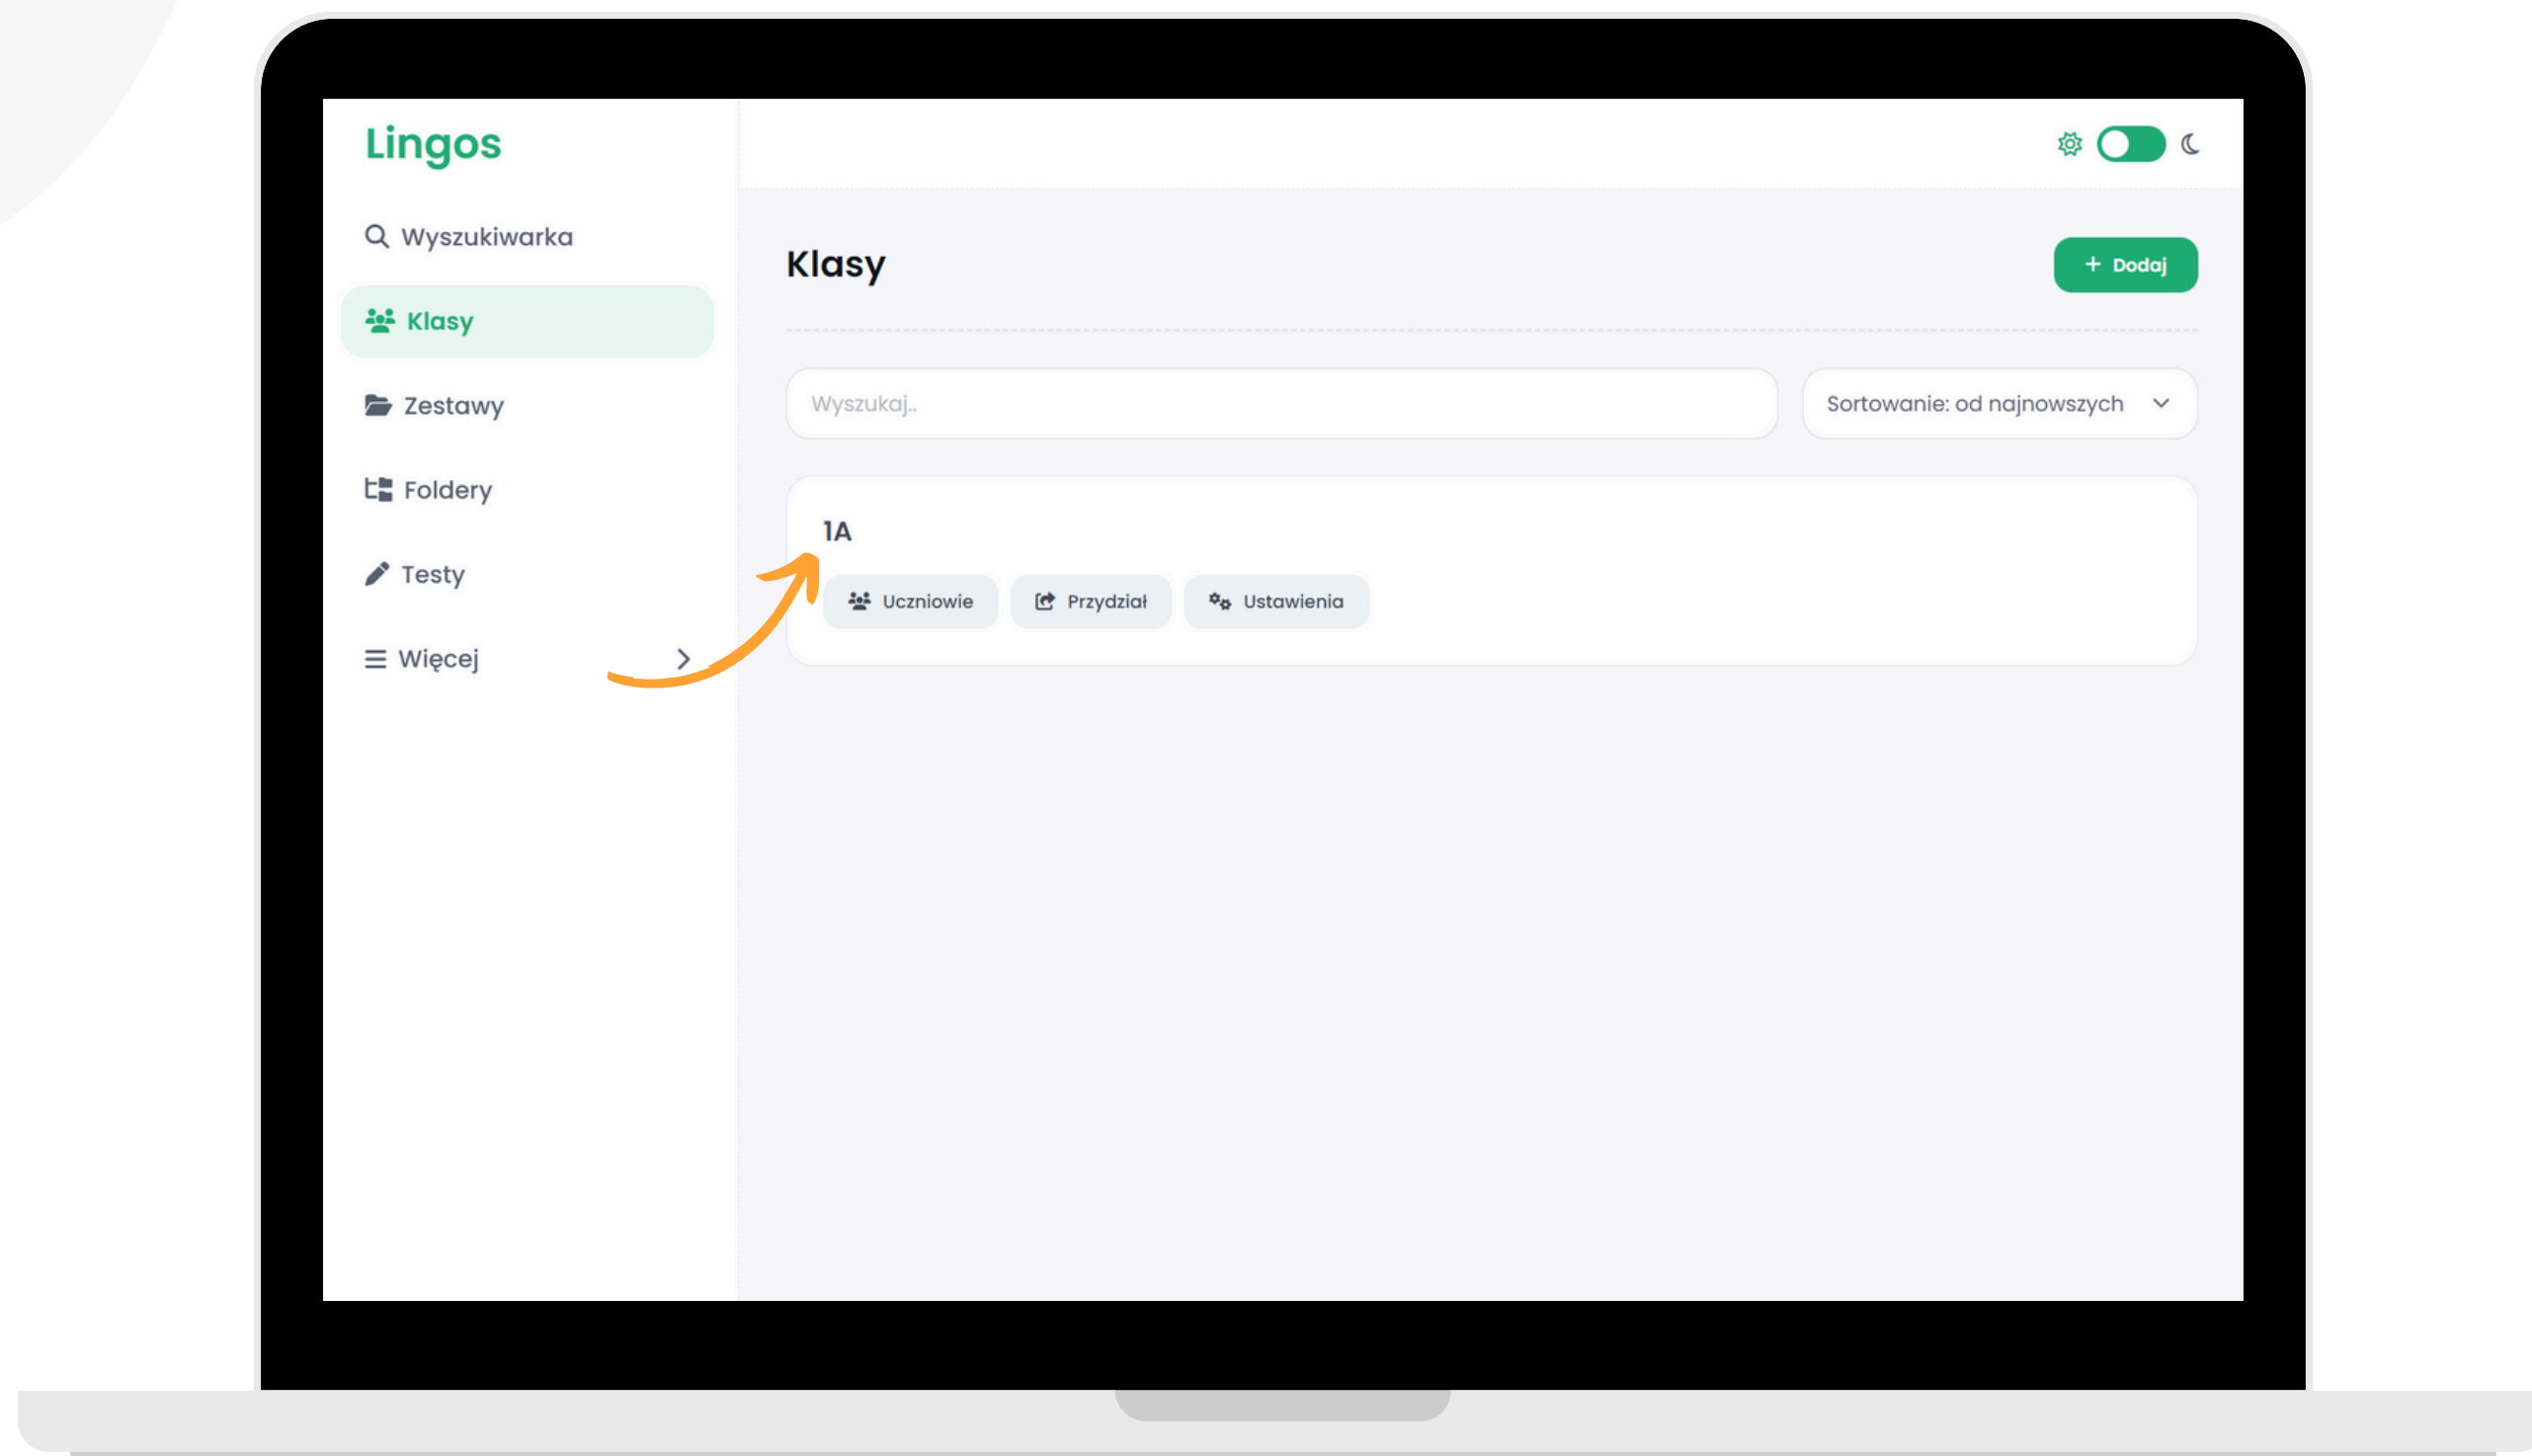 Lingos
Wyszukiwarka
Klasy
Zestawy
Foldery
Testy
Więcej
Klasy
+ Dodaj
Wyszukaj..
Sortowanie: od najnowszych
1A
Uczniowie
Przydział
Ustawienia